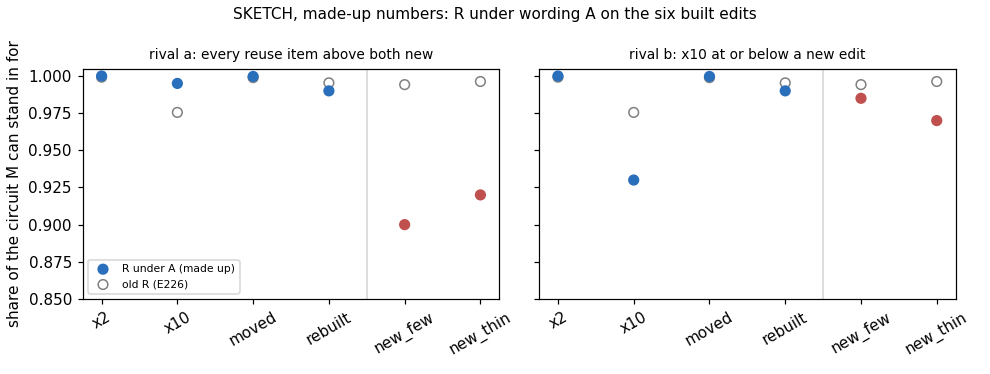 SKETCH, made-up numbers: R under wording A on the six built edits
rival a: every reuse item above both new
rival b: x10 at or below a new edit
share of the circuit M can stand in for
1.000
0.975
0.950
0.925
0.900
0.875
0.850
R under A (made up)
old R (E226)
x2
x10
moved
rebuilt
new_few
new_thin
x2
x10
moved
rebuilt
new_few
new_thin